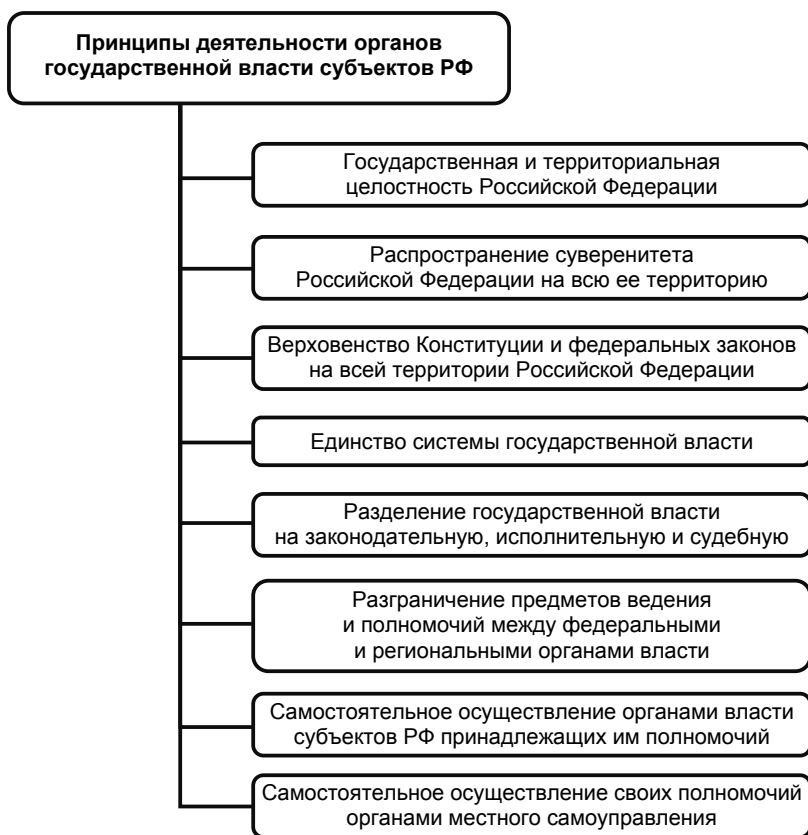 Принципы деятельности органов
государственной власти субъектов РФ
Государственная и территориальная
целостность Российской Федерации
Распространение суверенитета
Российской Федерации на всю ее территорию
Верховенство Конституции и федеральных законов
на всей территории Российской Федерации
Единство системы государственной власти
Разделение государственной власти
на законодательную, исполнительную и судебную
Разграничение предметов ведения
и полномочий между федеральными
и региональными органами власти
Самостоятельное осуществление органами власти
субъектов РФ принадлежащих им полномочий
Самостоятельное осуществление своих полномочий
органами местного самоуправления